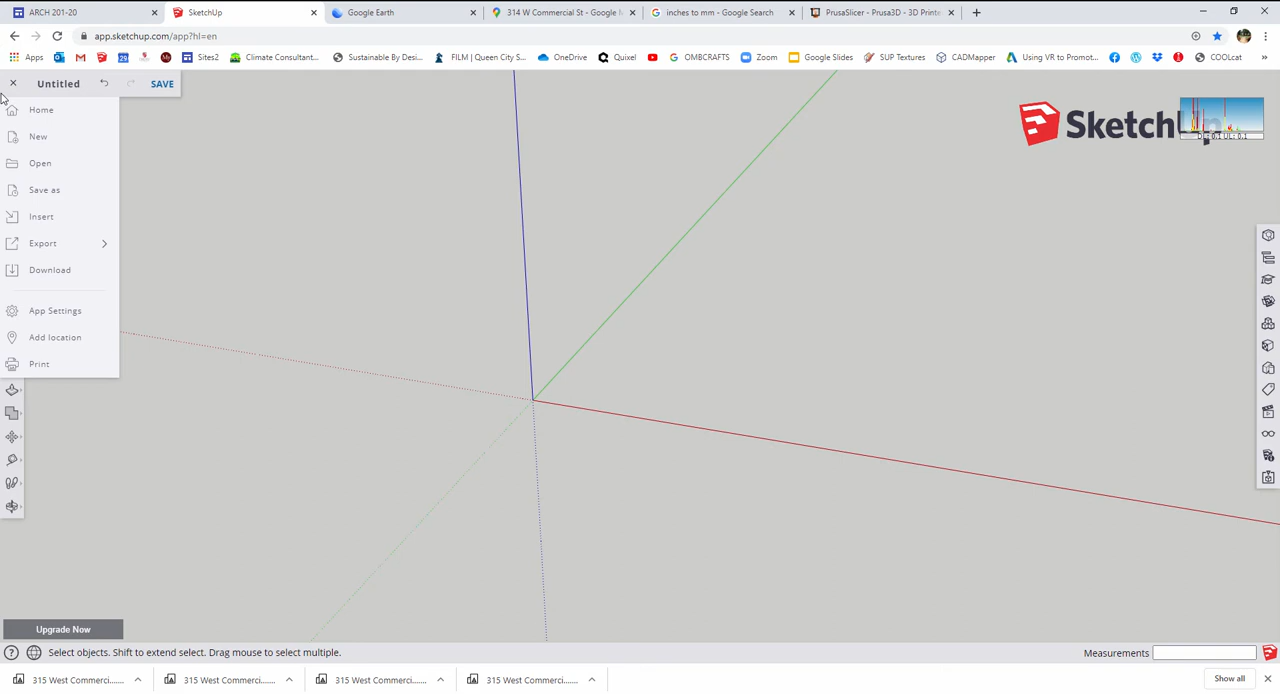 ARCH 201-20
SketchUp
Google Earth
314 W Commercial St - Google M
inches to mm - Google Search
PrusaSlicer - Prusa3D - 3D Printe
app.sketchup.com/app?hl=en
Apps
Sites2
Climate Consultant...
Sustainable By Desi...
FILM | Queen City S...
OneDrive
Quixel
OMBCRAFTS
Zoom
Google Slides
SUP Textures
CADMapper
Using VR to Promot...
COOLcat
Untitled
SAVE
Home
New
Open
Save as
Insert
Export
Download
App Settings
Add location
Print
SketchUp
Upgrade Now
Select objects. Shift to extend select. Drag mouse to select multiple.
Measurements
315 West Commerci......
315 West Commerci......
315 West Commerci......
315 West Commerci......
Show all